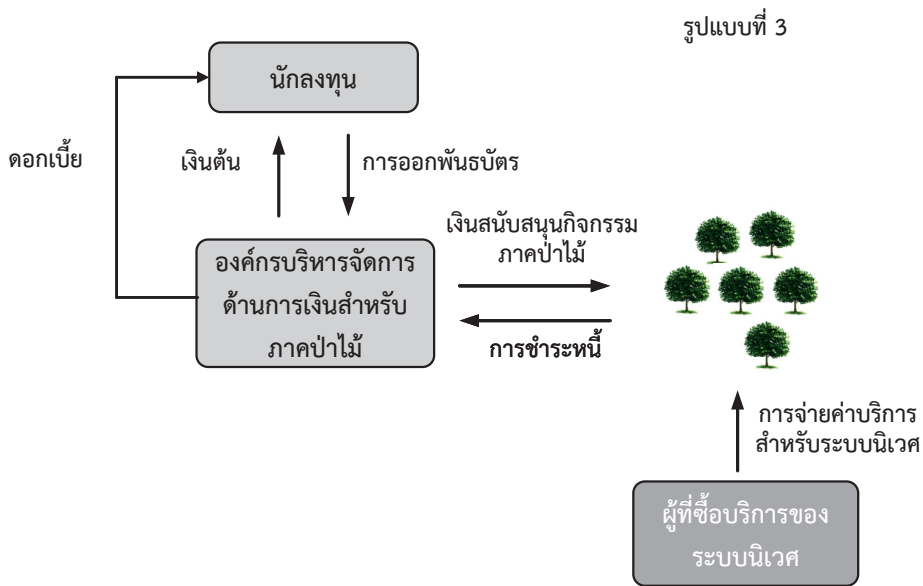 รูปแบบที่ 3
นักลงทุน
ดอกเบี้ย
เงินต้น
การออกพันธบัตร
องค์กรบริหารจัดการ
ด้านการเงินสำหรับ
ภาคป่าไม้
เงินสนับสนุนกิจกรรม
ภาคป่าไม้
การชำระหนี้
การจ่ายค่าบริการ
สำหรับระบบนิเวศ
ผู้ที่ซื้อบริการของ
ระบบนิเวศ